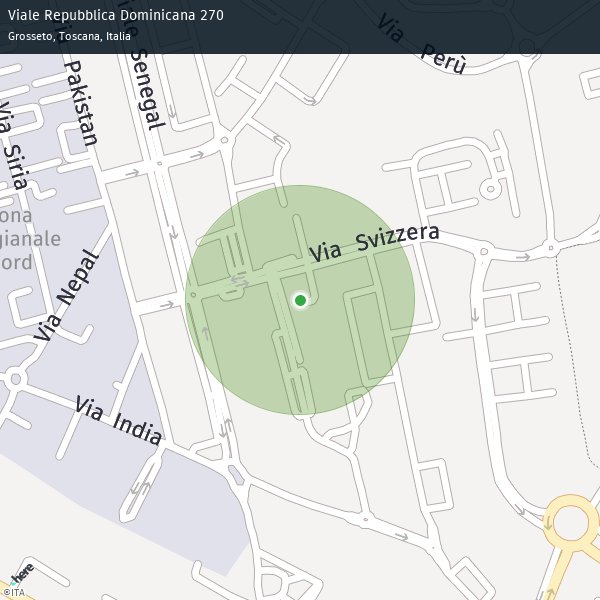 Viale Repubblica Dominicana 270
Grosseto, Toscana, Italia
Via Perù
Via Pakistan
Senegal
Via Siria
Via Svizzera
ona
gianale
ord
Via Nepal
Via India
here
©ITA